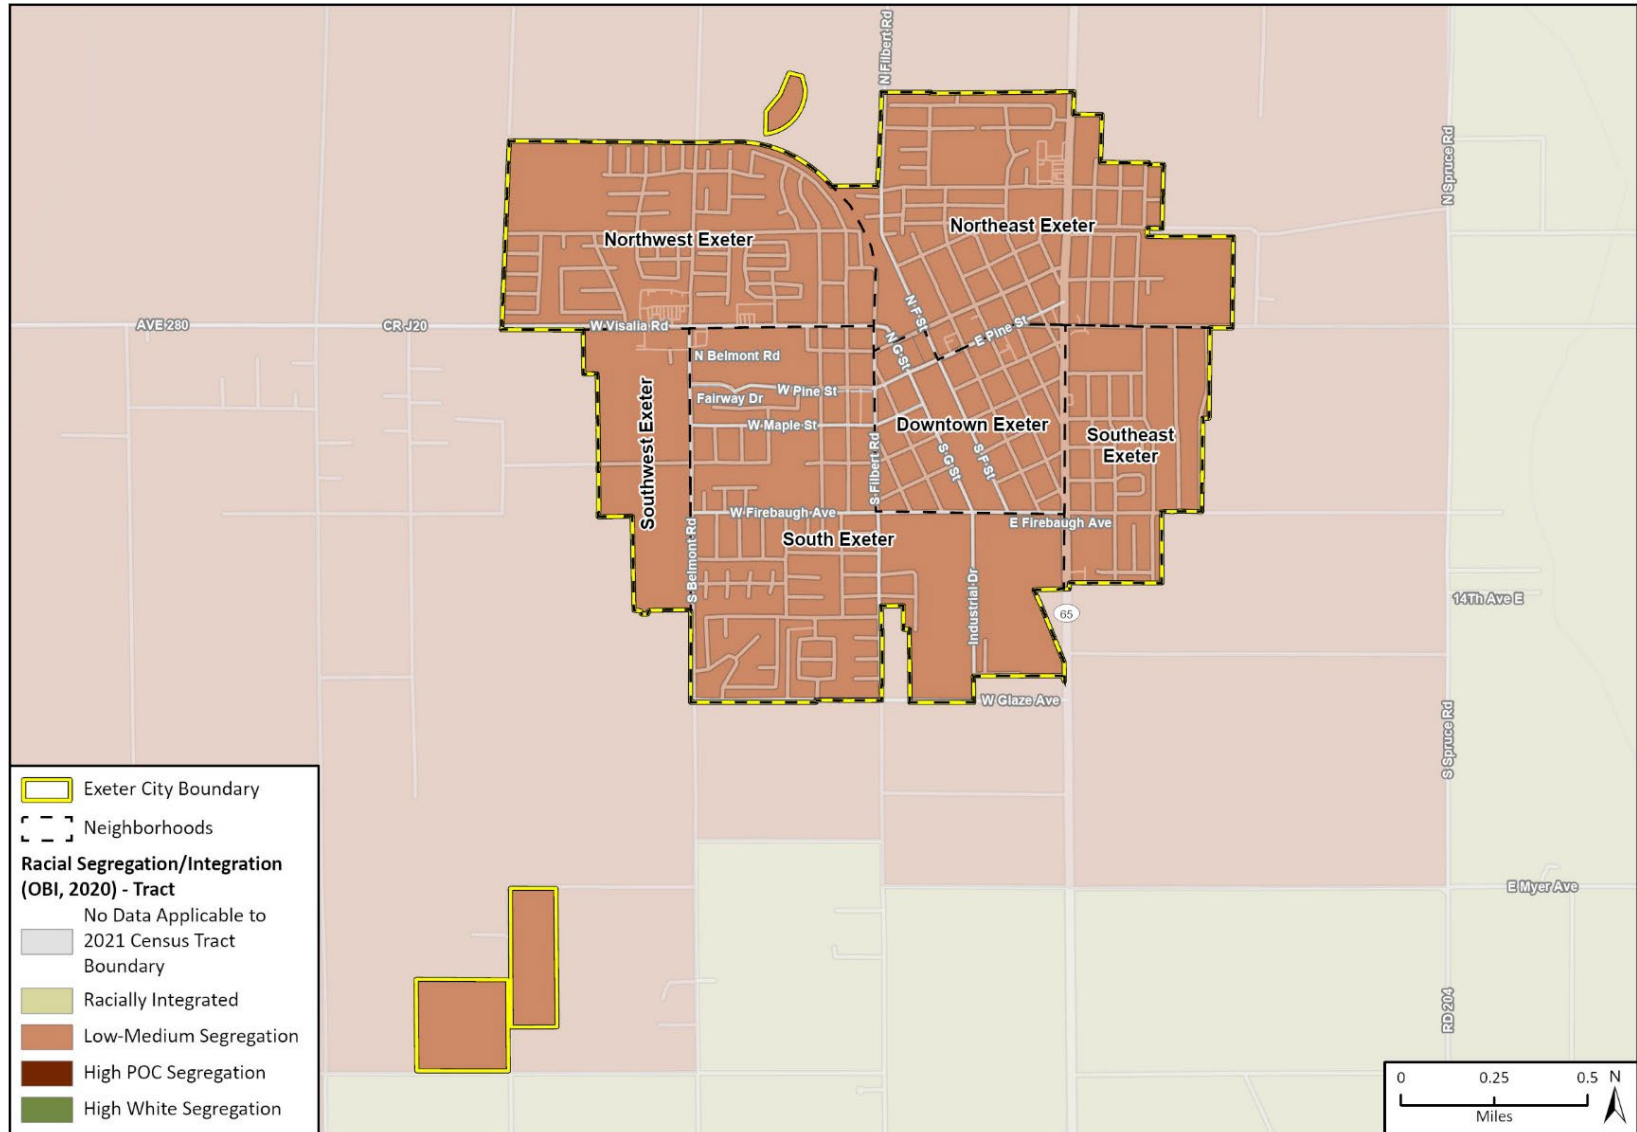 N Filbert Rd
N Spruce Rd
Northwest Exeter
Northeast Exeter
AVE 280
CR J20
W Visalia Rd
N F St
N G St
E Pine St
N Belmont Rd
W Pine St
Fairway Dr
W Maple St
Southwest Exeter
Downtown Exeter
Southeast
Exeter
S Filbert Rd
S G St
S F St
W Firebaugh Ave
E Firebaugh Ave
South Exeter
S Belmont Rd
Industrial Dr
65
14Th Ave E
W Glaze Ave
S Spruce Rd
E Myer Ave
RD 204
Exeter City Boundary
Neighborhoods
Racial Segregation/Integration
(OBI, 2020) - Tract
No Data Applicable to
2021 Census Tract
Boundary
Racially Integrated
Low-Medium Segregation
High POC Segregation
High White Segregation
0 0.25 0.5 N
Miles